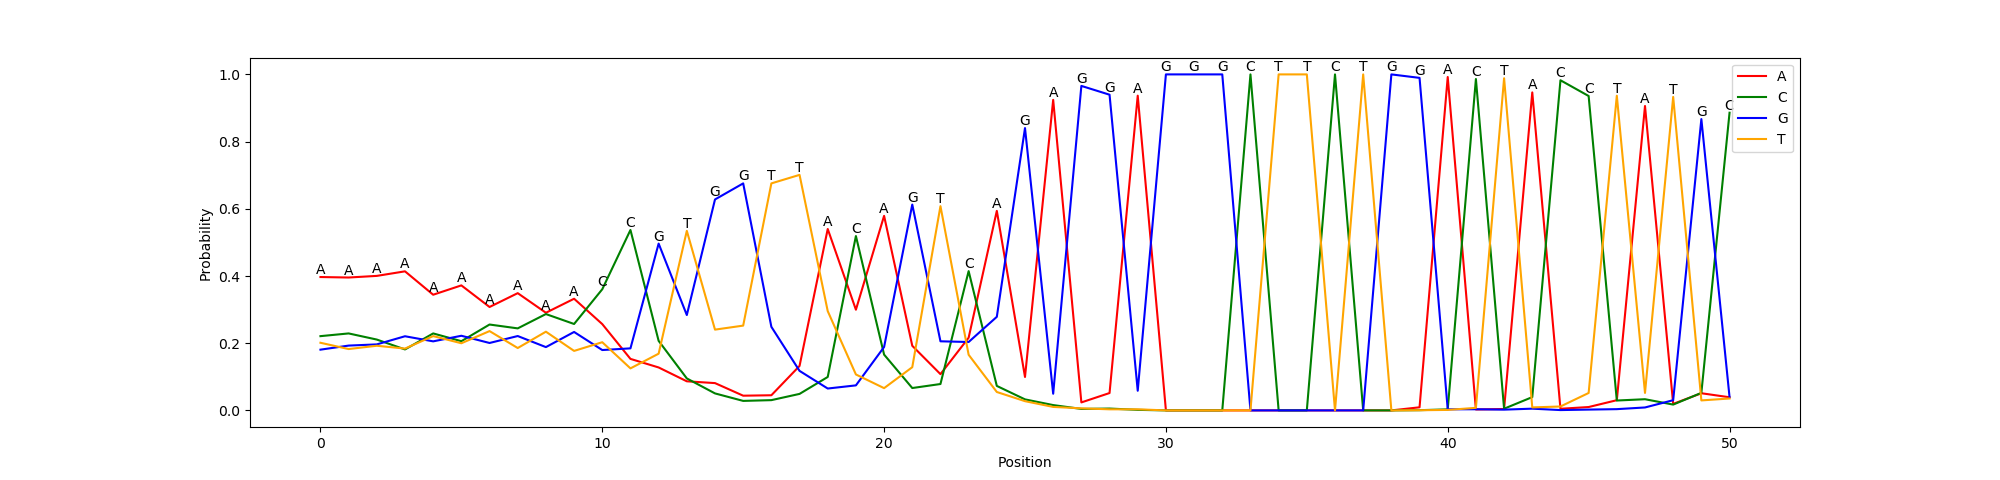 G G G C T T C T G G A C T A C C T A T G C
A G G A
G
C G T G G T T A C A G T C A
A A A A A A A A A A C
1.0
0.8
0.6
0.4
0.2
0.0
Probability
0 10 20 30 40 50
Position
A
C
G
T